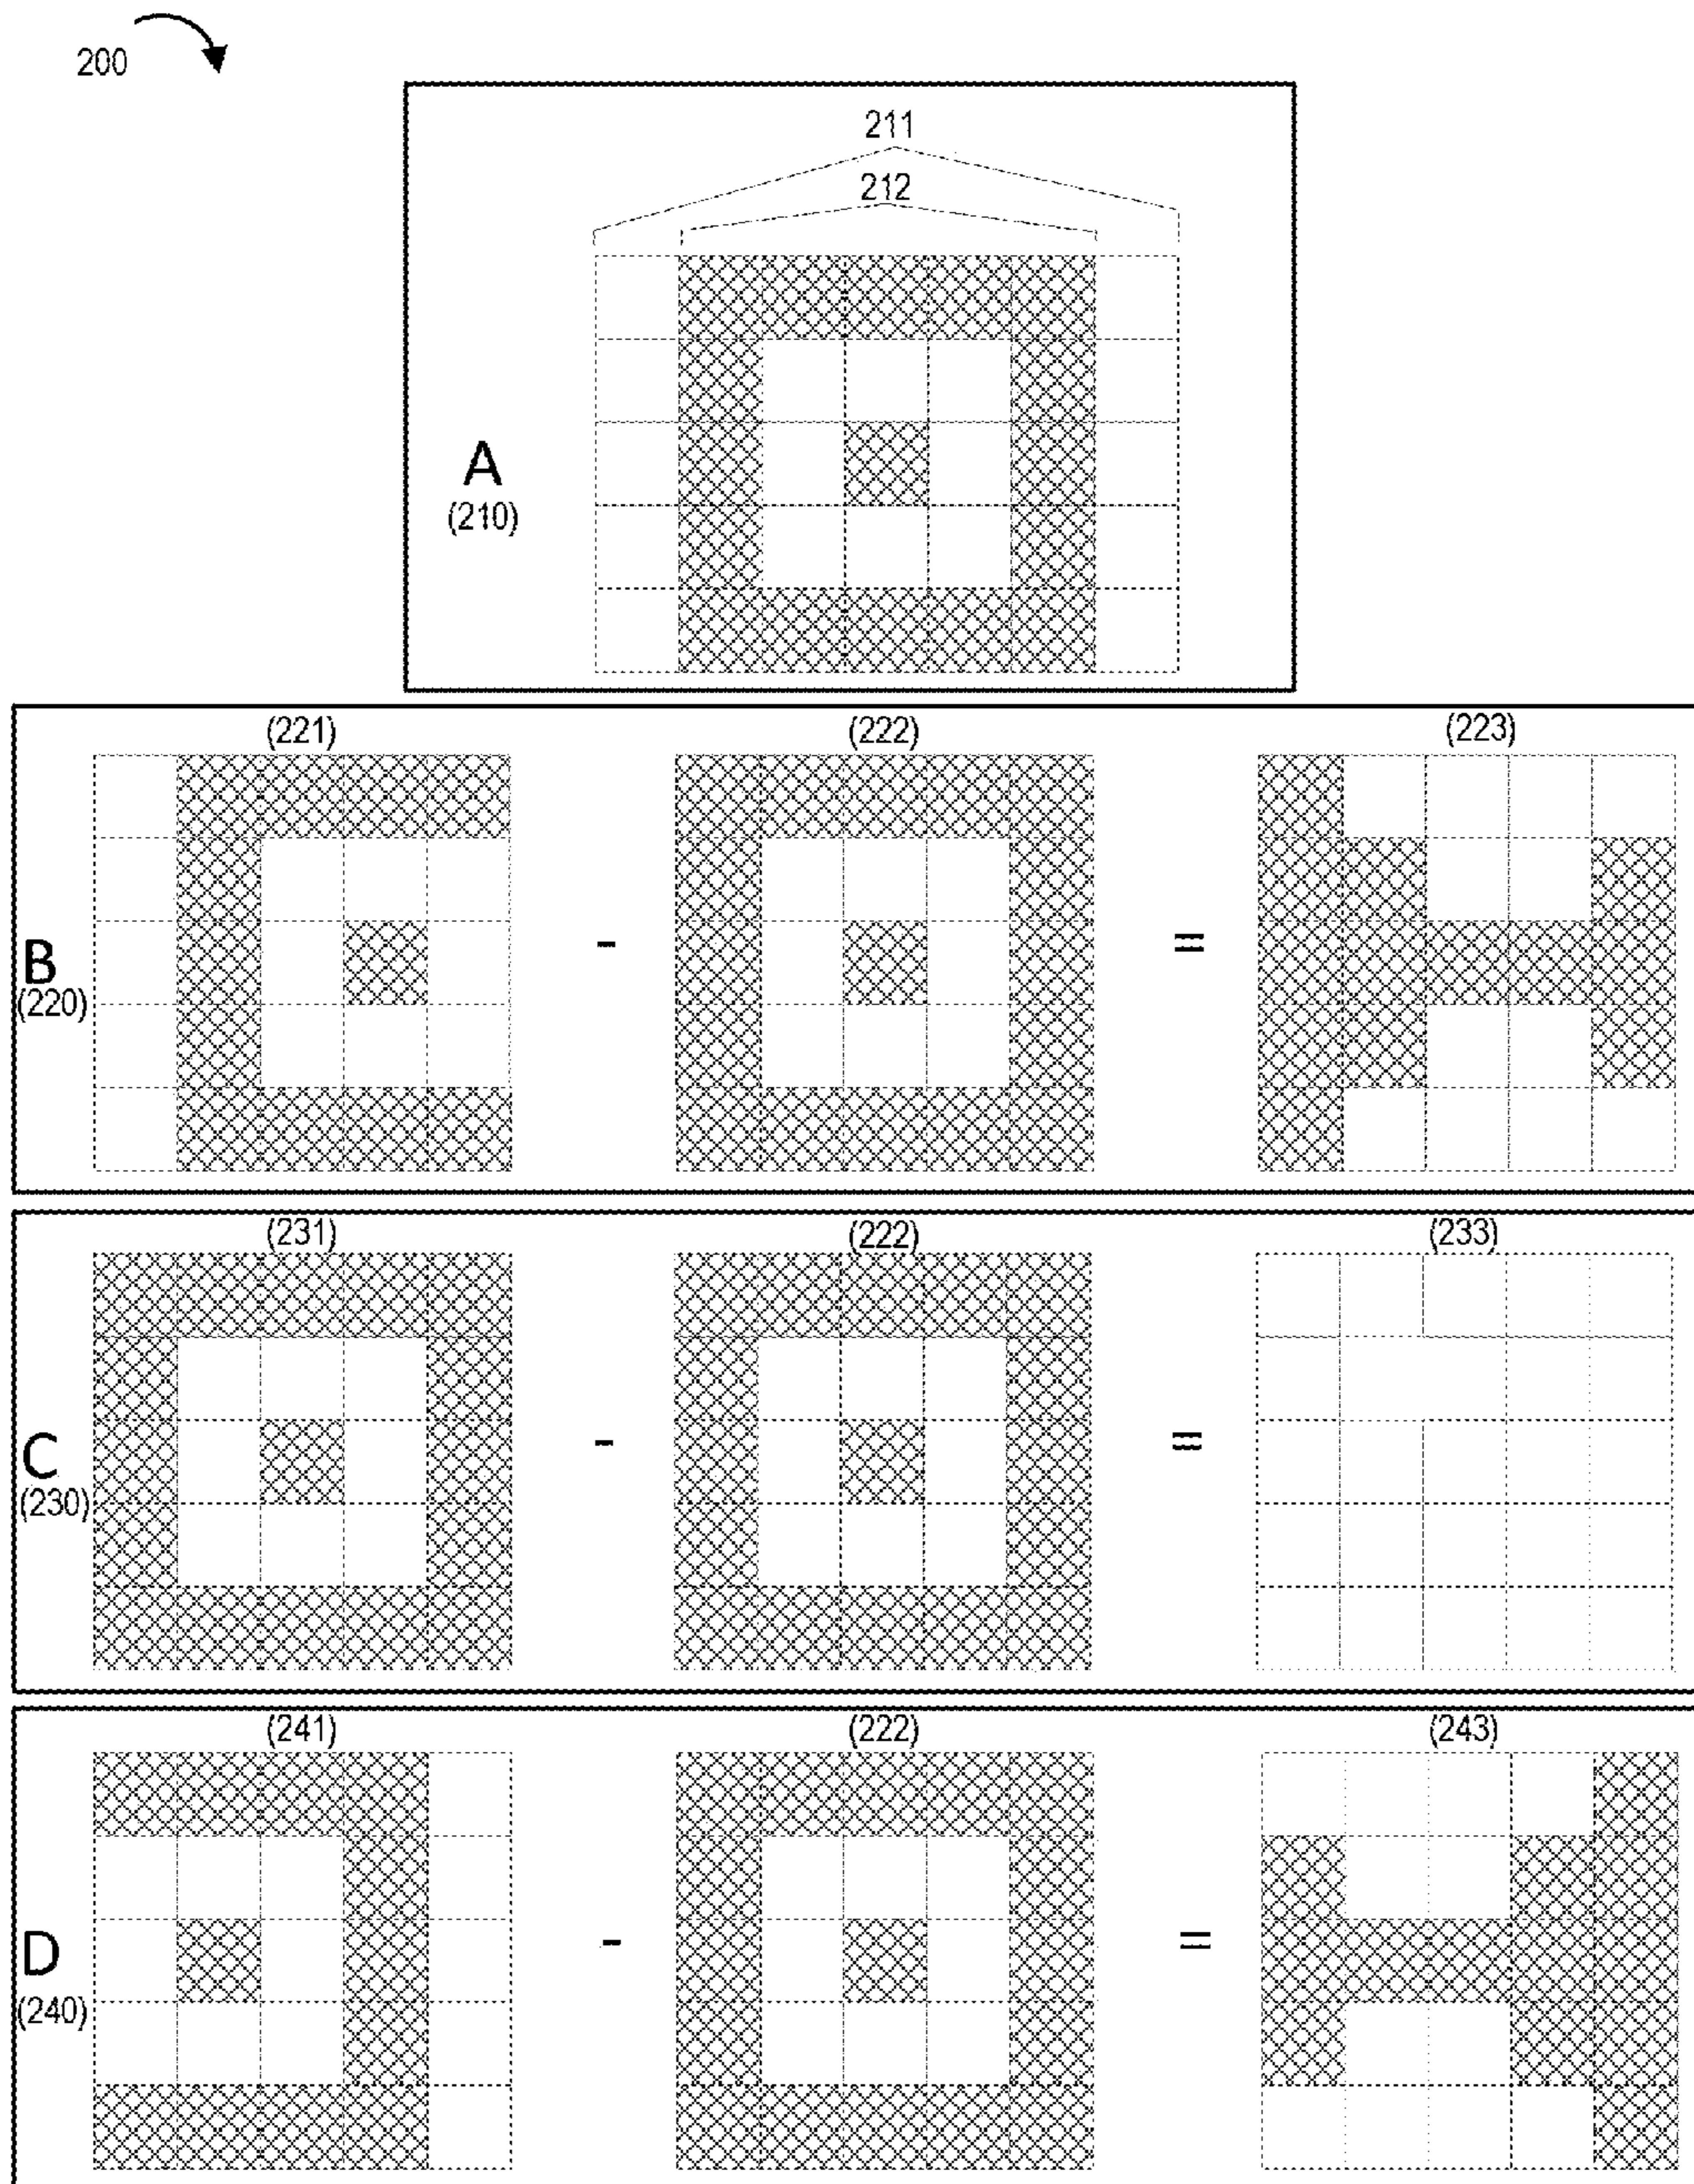 200
211
212
A
(210)
(221) (222) (223)
B
(220)
- =
(231) (222) (233)
C
(230)
- =
(241) (222) (243)
D
(240)
- =